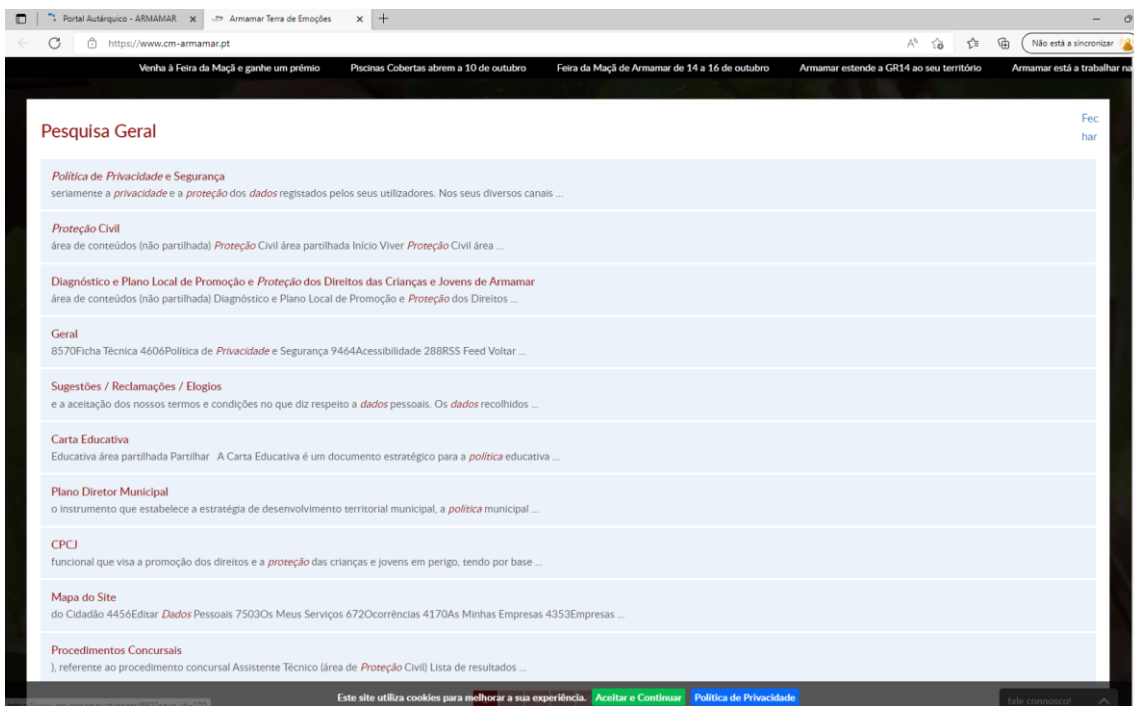 Portal Autárquico - ARMAMAR
Armamar Terra de Emoções
https://www.cm-armamar.pt
Não está a sincronizar
Venha à Feira da Maçã e ganhe um prémio Piscinas Cobertas abrem a 10 de outubro Feira da Maçã de Armamar de 14 a 16 de outubro Armamar estende a GR14 ao seu território Armamar está a trabalhar na
Pesquisa Geral
Fec
har
Política de Privacidade e Segurança
seriamente a privacidade e a proteção dos dados registados pelos seus utilizadores. Nos seus diversos canais ...
Proteção Civil
área de conteúdos (não partilhada) Proteção Civil área partilhada Início Viver Proteção Civil área ...
Diagnóstico e Plano Local de Promoção e Proteção dos Direitos das Crianças e Jovens de Armamar
área de conteúdos (não partilhada) Diagnóstico e Plano Local de Promoção e Proteção dos Direitos ...
Geral
8570Ficha Técnica 4606Política de Privacidade e Segurança 9464Acessibilidade 288RSS Feed Voltar ...
Sugestões / Reclamações / Elogios
e a aceitação dos nossos termos e condições no que diz respeito a dados pessoais. Os dados recolhidos ...
Carta Educativa
Educativa área partilhada Partilhar A Carta Educativa é um documento estratégico para a política educativa ...
Plano Diretor Municipal
o instrumento que estabelece a estratégia de desenvolvimento territorial municipal, a política municipal ...
CPCJ
funcional que visa a promoção dos direitos e a proteção das crianças e jovens em perigo, tendo por base ...
Mapa do Site
do Cidadão 4456Editar Dados Pessoais 7503Os Meus Serviços 672Ocorrências 4170As Minhas Empresas 4353Empresas ...
Procedimentos Concursais
), referente ao procedimento concursal Assistente Técnico (área de Proteção Civil) Lista de resultados ...
Este site utiliza cookies para melhorar a sua experiência. Aceitar e Continuar Política de Privacidade
fale connosco!